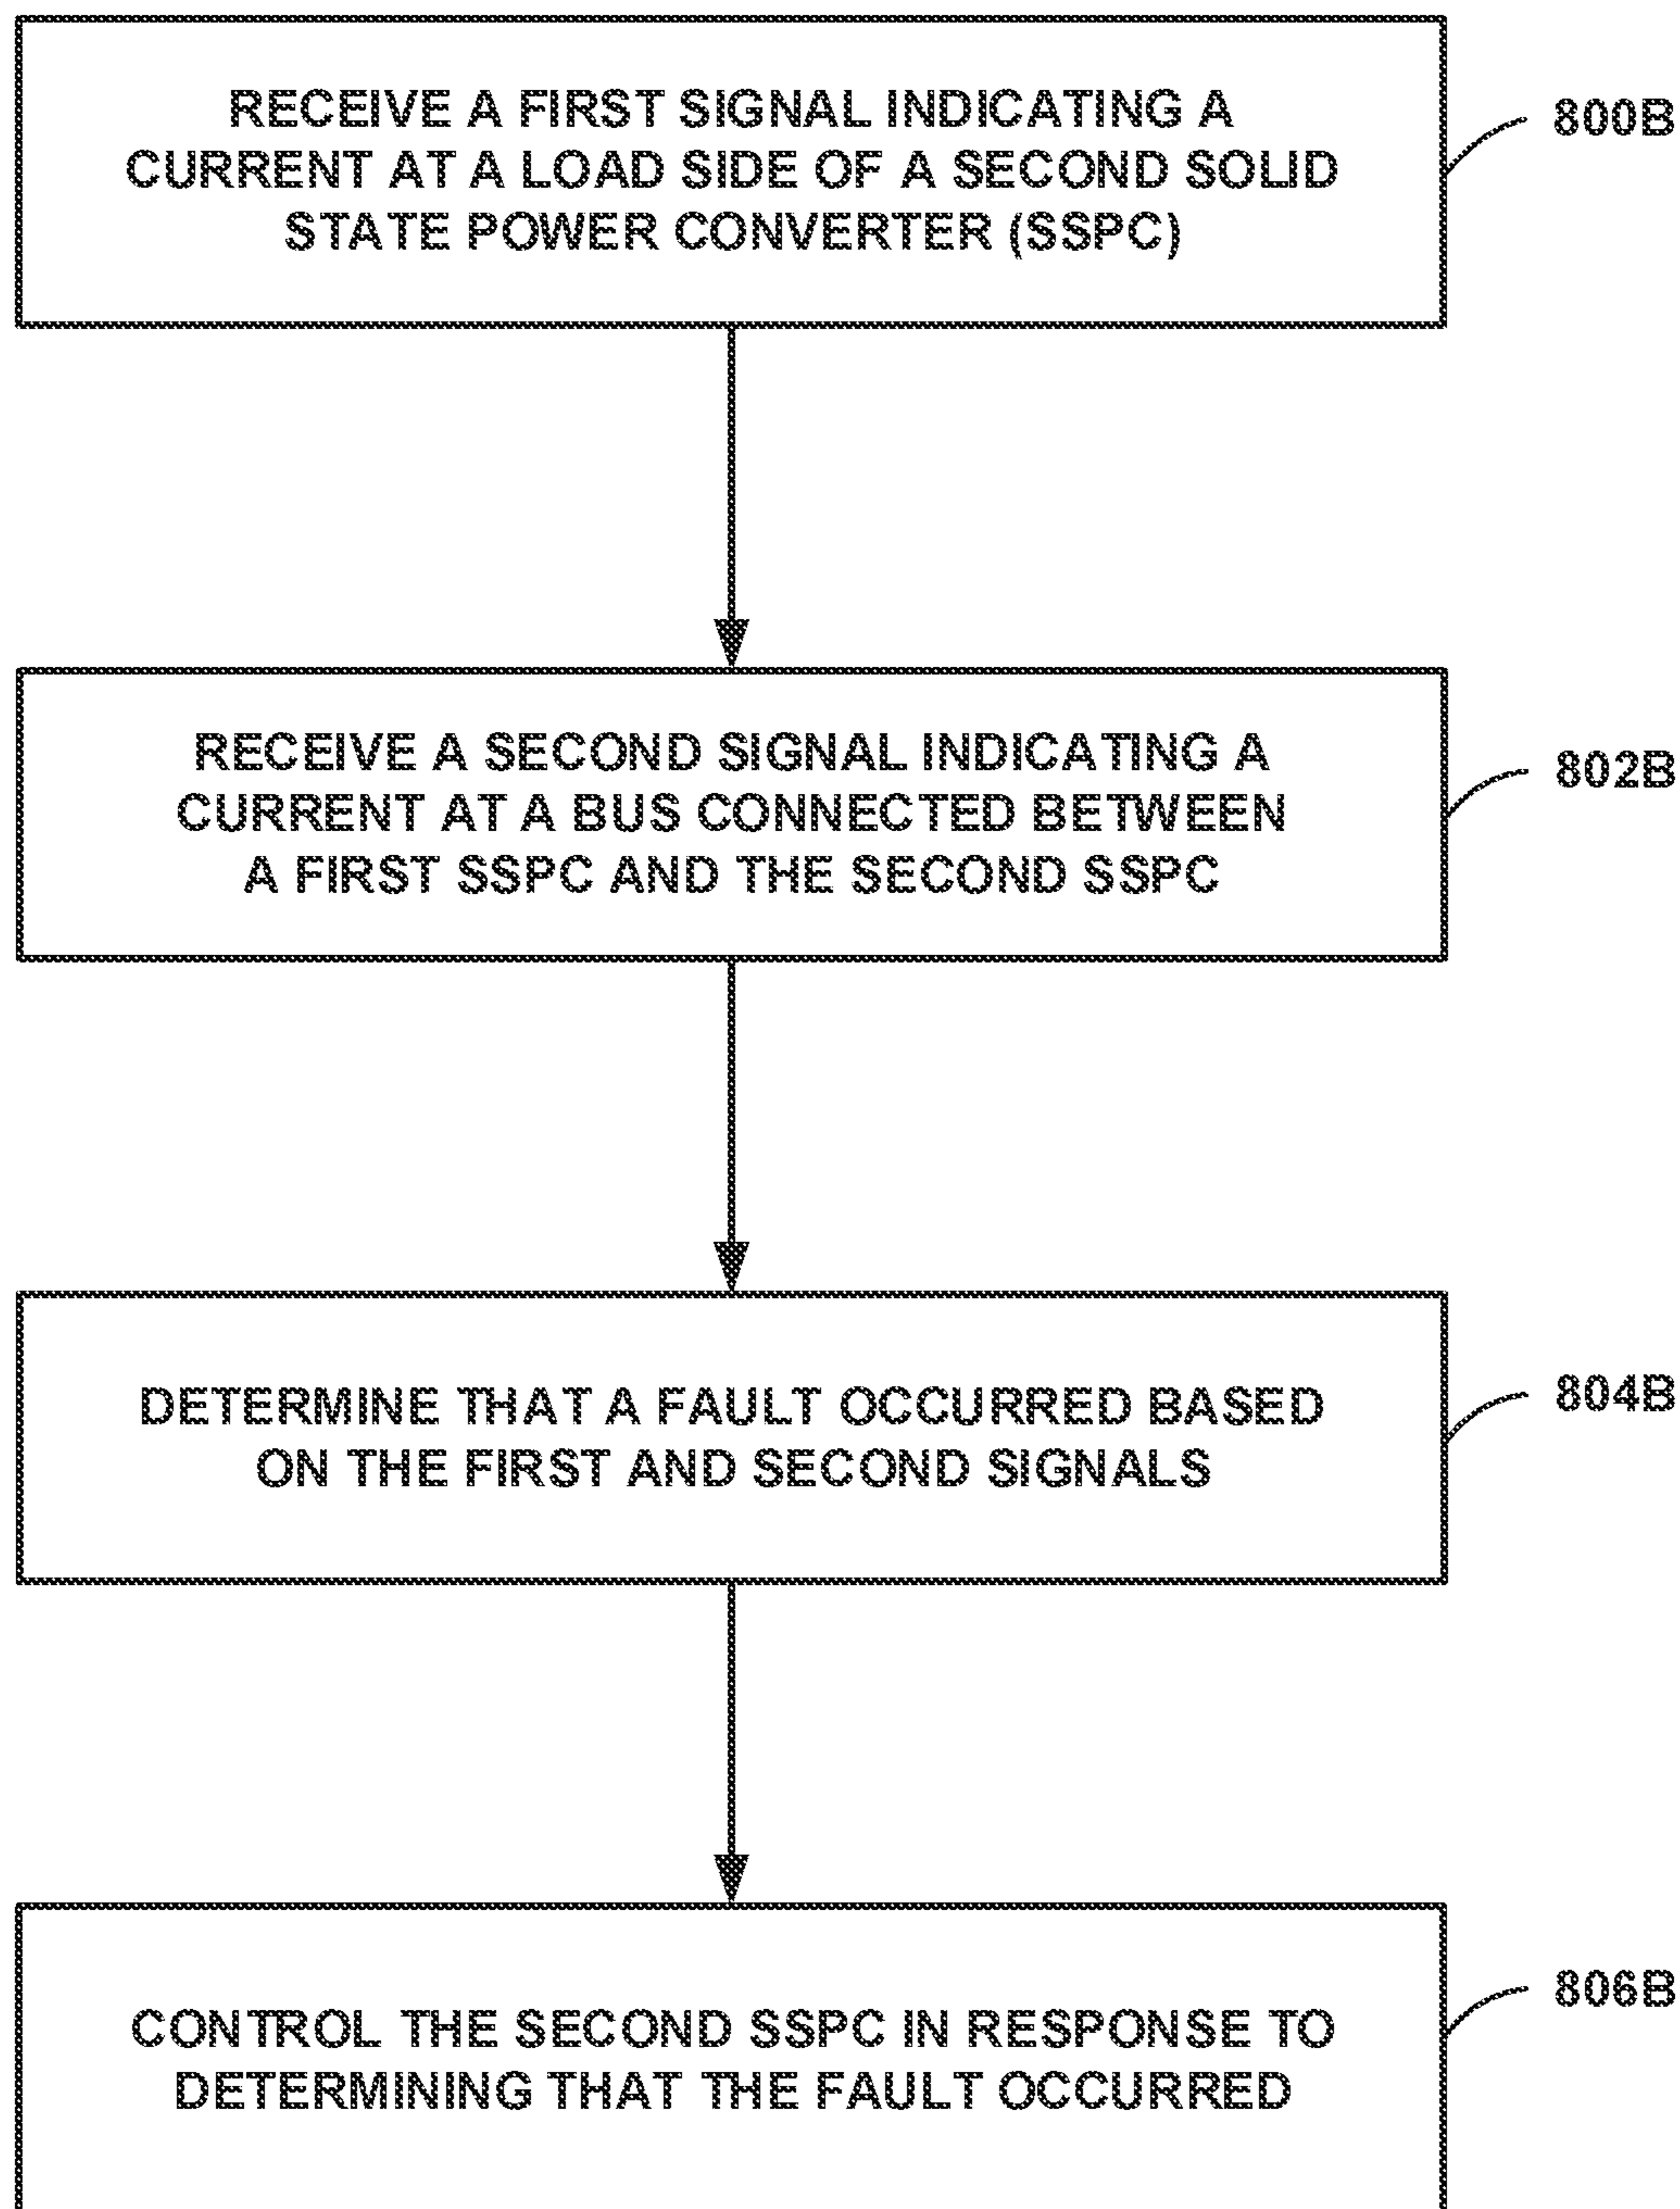 RECEIVE A FIRST SIGNAL INDICATING A
CURRENT AT A LOAD SIDE OF A SECOND SOLID
STATE POWER CONVERTER (SSPC)
800B
RECEIVE A SECOND SIGNAL INDICATING A
CURRENT AT A BUS CONNECTED BETWEEN
A FIRST SSPC AND THE SECOND SSPC
802B
DETERMINE THAT A FAULT OCCURRED BASED
ON THE FIRST AND SECOND SIGNALS
804B
CONTROL THE SECOND SSPC IN RESPONSE TO
DETERMINING THAT THE FAULT OCCURRED
806B